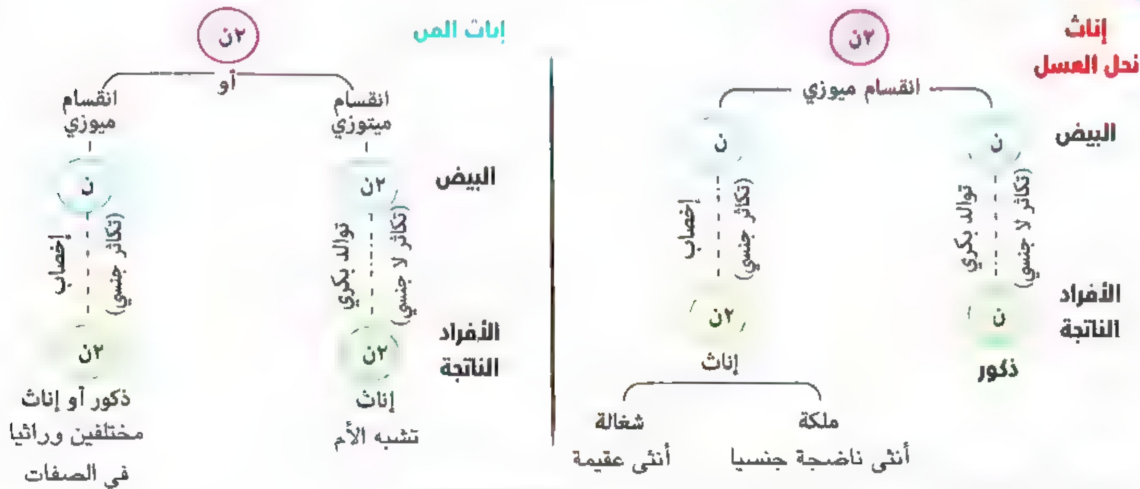 إناث
نحل العسل
٢ن
انقسام ميوزي
البيض
ن
ن
توالد بكري
(تكاثر لا جنسي)
إخصاب
(تكاثر جنسي)
الأفراد
الناتجة
ن
٢ن
ذكور
إناث
ملكة
شغالة
أنثى ناضجة جنسيا
أنثى عقيمة
إناث المن
٢ن
أو
انقسام
ميتوزي
انقسام
ميوزي
البيض
٢ن
ن
توالد بكري
(تكاثر لا جنسي)
إخصاب
(تكاثر جنسي)
الأفراد
الناتجة
٢ن
٢ن
إناث
تشبه الأم
ذكور أو إناث
مختلفين وراثيا
في الصفات